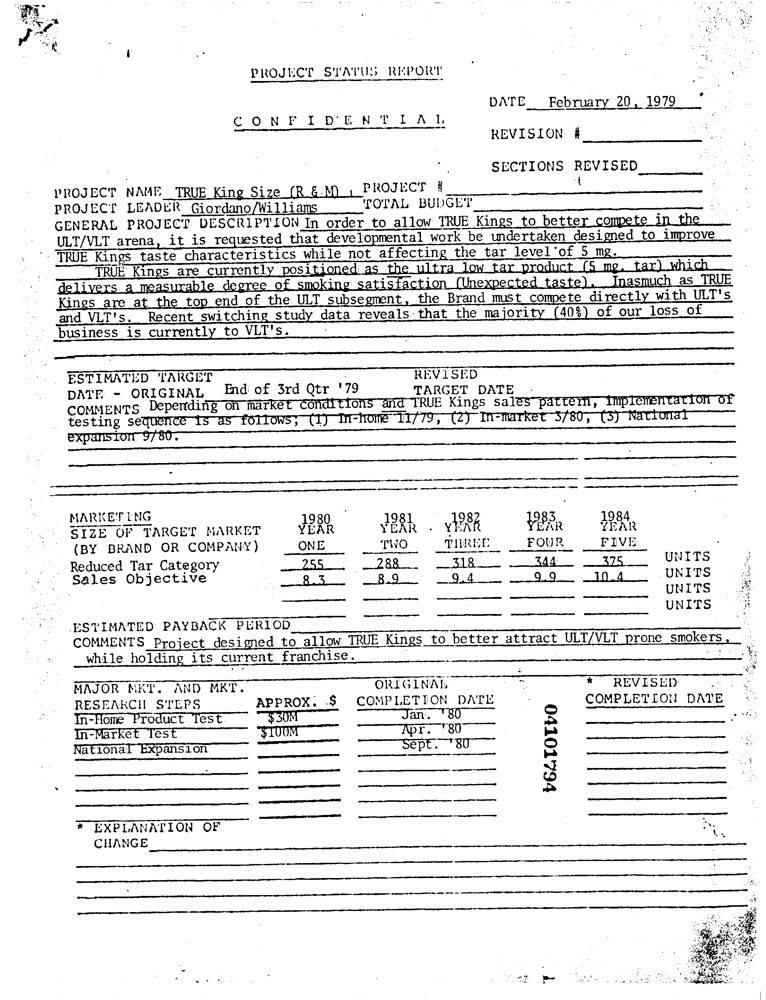 PROJECT STATUS REPORT
DATE February 20, 1979
CONFIDENTIAL
REVISION #
SECTIONS REVISED
PROJECT NAME TRUE King Size (R & M) PROJECT #
PROJECT LEADER Giordano/Williams TOTAL BUDGET
GENERAL PROJECT DESCRIPTION In order to allow TRUE Kings to better compete in the
ULT/VLT arena, it is requested that developmental work be undertaken designed to improve
TRUE Kings taste characteristics while not affecting the tar level of 5 mg.
TRUE Kings are currently positioned as the ultra low tar product (5 mg. tar) which
delivers a measurable degree of smoking satisfaction (Unexpected taste). Inasmuch as TRUE
Kings are at the top end of the ULT subsegment, the Brand must compete directly with ULT's
and VLT's. Recent switching study data reveals that the majority (40%) of our loss of
business is currently to VLT's.
ESTIMATED TARGET REVISED
DATE - ORIGINAL End of 3rd Qtr '79 TARGET DATE
COMMENTS Depending on market conditions and TRUE Kings sales pattern, implementation of
testing sequence is as follows; (1) In-home 11/79, (2) In-market 3/80, (3) National
expansion 9/80.
MARKETING 1980 1981 1982 1983 1984
SIZE OF TARGET MARKET YEAR YEAR YEAR YEAR YEAR
(BY BRAND OR COMPANY) ONE TWO THREE FOUR FIVE
Reduced Tar Category 255 288 318 344 375 UNITS
Sales Objective 8.3 8.9 9.4 9.9 10.4 UNITS
UNITS
UNITS
ESTIMATED PAYBACK PERIOD
COMMENTS Project designed to allow TRUE Kings to better attract ULT/VLT prone smokers,
while holding its current franchise.
MAJOR MKT. AND MKT. ORIGINAL * REVISED
RESEARCH STEPS APPROX. $ COMPLETION DATE COMPLETION DATE
In-Home Product Test $30M Jan. '80
In-Market Test $100M Apr. '80
National Expansion Sept. '80
04101794
* EXPLANATION OF
CHANGE